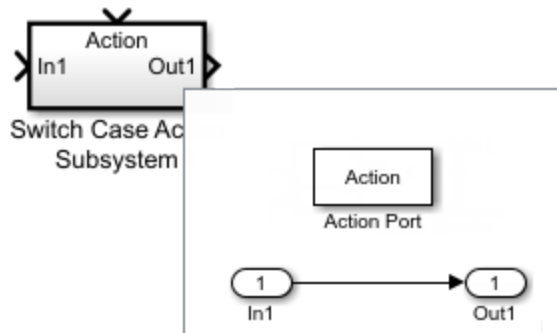 Action
In1 Out1
Switch Case Ac
Subsystem
Action
Action Port
1 1
In1 Out1